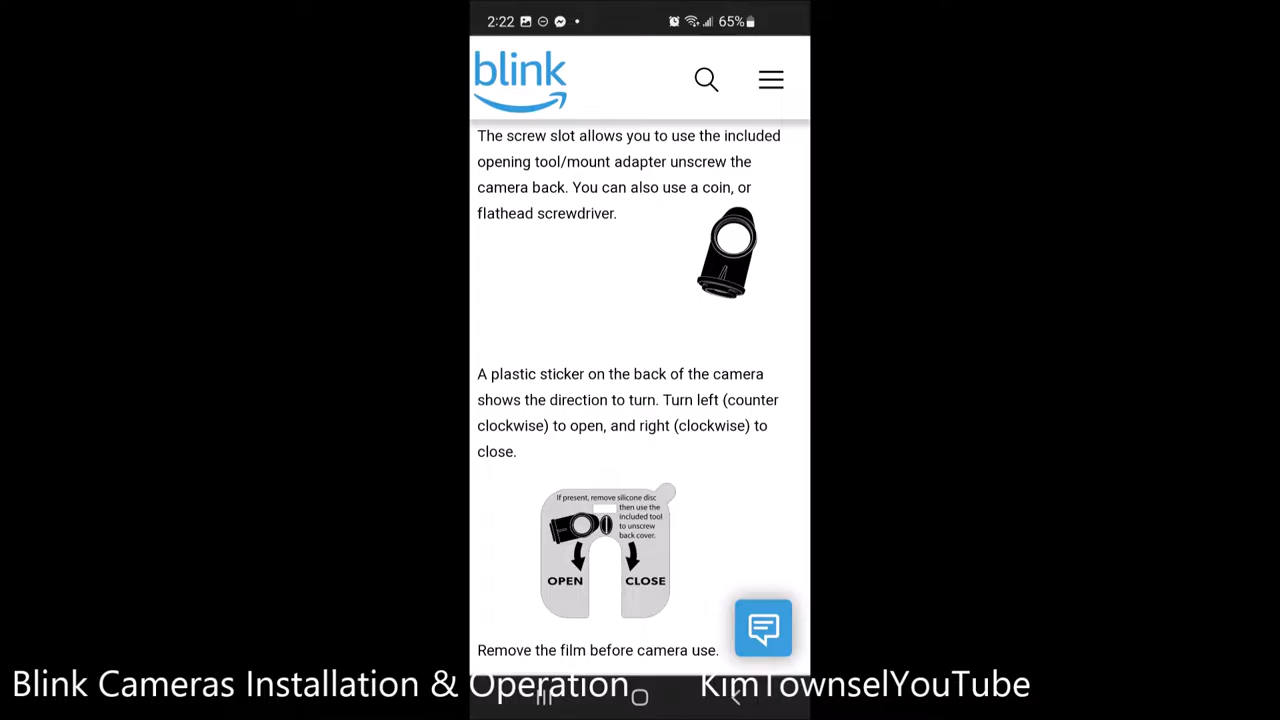 2:22
65%
blink
The screw slot allows you to use the included
opening tool/mount adapter unscrew the
camera back. You can also use a coin, or
flathead screwdriver.
A plastic sticker on the back of the camera
shows the direction to turn. Turn left (counter
clockwise) to open, and right (clockwise) to
close.
If present, remove silicone disc
then use the
included tool
to unscrew
back cover.
OPEN
CLOSE
Remove the film before camera use.
Blink Cameras Installation & Operation
KimTownselYouTube